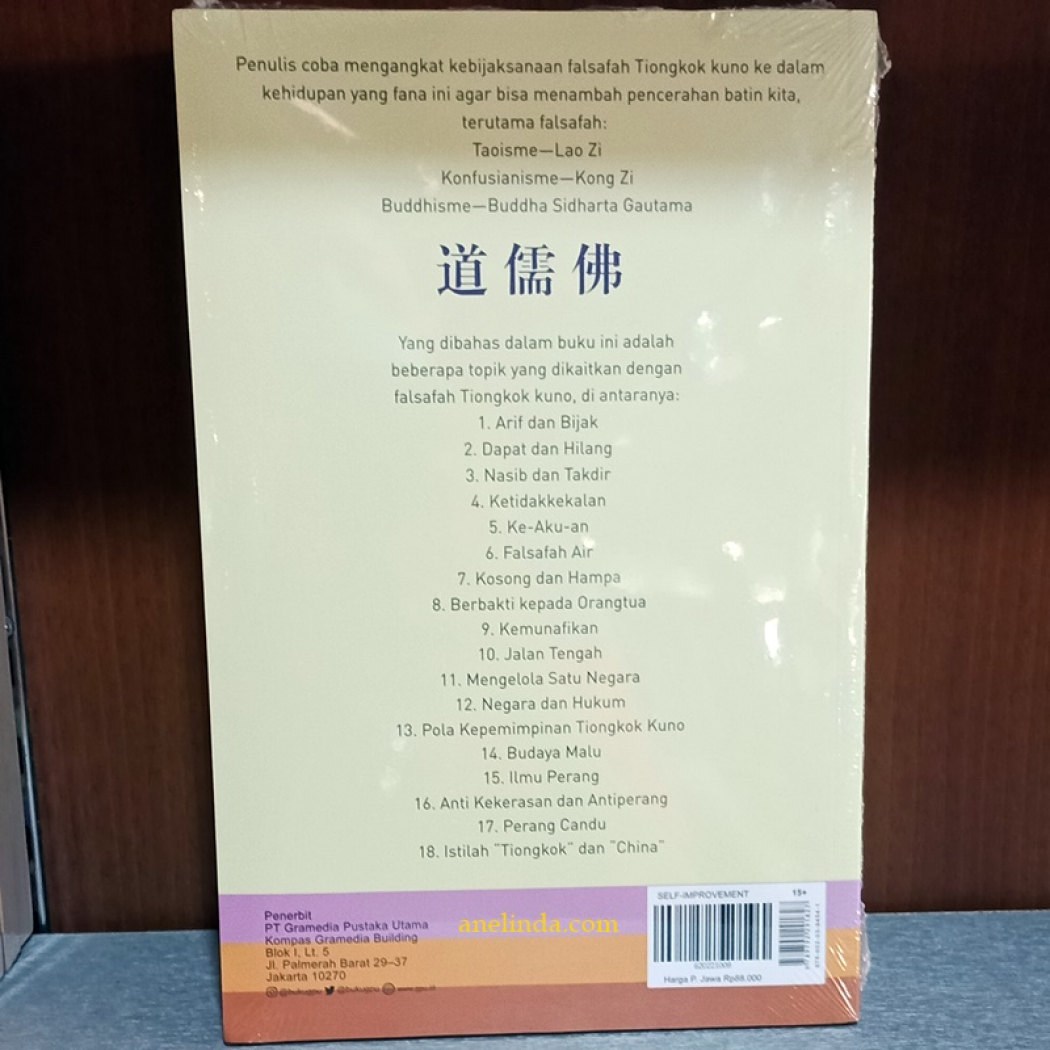 Penulis coba mengangkat kebijaksanaan falsafah Tiongkok kuno ke dalam
kehidupan yang fana ini agar bisa menambah pencerahan batin kita,
terutama falsafah:
Taoisme—Lao Zi
Konfusianisme—Kong Zi
Buddhisme—Buddha Sidharta Gautama
道儒佛
Yang dibahas dalam buku ini adalah
beberapa topik yang dikaitkan dengan
falsafah Tiongkok kuno, di antaranya:
1. Arif dan Bijak
2. Dapat dan Hilang
3. Nasib dan Takdir
4. Ketidakkekalan
5. Ke-Aku-an
6. Falsafah Air
7. Kosong dan Hampa
8. Berbakti kepada Orangtua
9. Kemunafikan
10. Jalan Tengah
11. Mengelola Satu Negara
12. Negara dan Hukum
13. Pola Kepemimpinan Tiongkok Kuno
14. Budaya Malu
15. Ilmu Perang
16. Anti Kekerasan dan Antiperang
17. Perang Candu
18. Istilah "Tiongkok" dan "China"
Penerbit
PT Gramedia Pustaka Utama
Kompas Gramedia Building
Blok I, Lt. 5
Jl. Palmerah Barat 29–37
Jakarta 10270
@bukugpu @bukugpu www.gpu.id
anelinda.com
SELF-IMPROVEMENT 15+
Harga P. Jawa Rp88.000